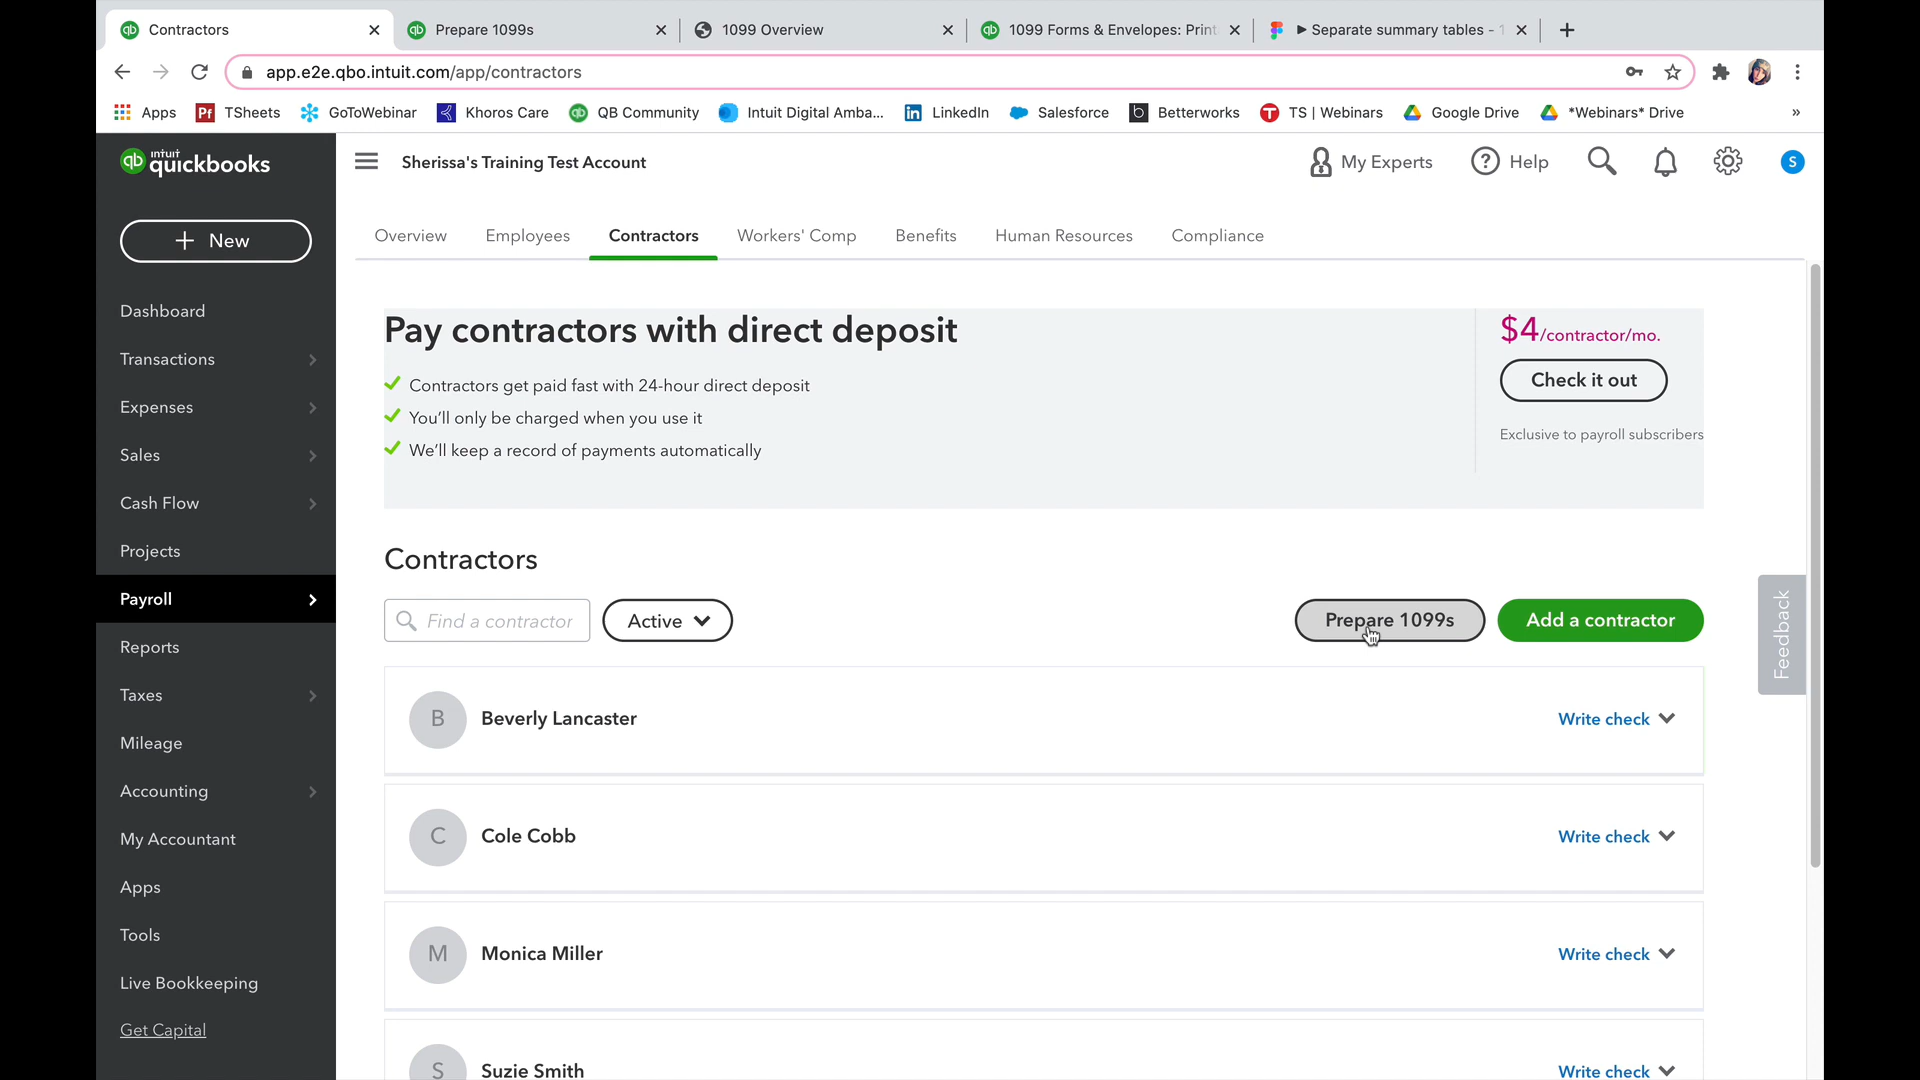 Contractors
Prepare 1099s
1099 Overview
1099 Forms & Envelopes: Print
▶ Separate summary tables - 1
app.e2e.qbo.intuit.com/app/contractors
Apps
Pf TSheets
GoToWebinar
Khoros Care
QB Community
Intuit Digital Amba...
LinkedIn
Salesforce
b Betterworks
T TS | Webinars
Google Drive
*Webinars* Drive
»
intuit
quickbooks
Sherissa's Training Test Account
My Experts
? Help
S
+ New
Overview
Employees
Contractors
Workers' Comp
Benefits
Human Resources
Compliance
Dashboard
Transactions
Expenses
Sales
Cash Flow
Projects
Payroll
Reports
Taxes
Mileage
Accounting
My Accountant
Apps
Tools
Live Bookkeeping
Get Capital
Pay contractors with direct deposit
Contractors get paid fast with 24-hour direct deposit
You'll only be charged when you use it
We'll keep a record of payments automatically
$4/contractor/mo.
Check it out
Exclusive to payroll subscribers
Contractors
Find a contractor
Active
Prepare 1099s
Add a contractor
Feedback
B Beverly Lancaster Write check
C Cole Cobb Write check
M Monica Miller Write check
S Suzie Smith Write check